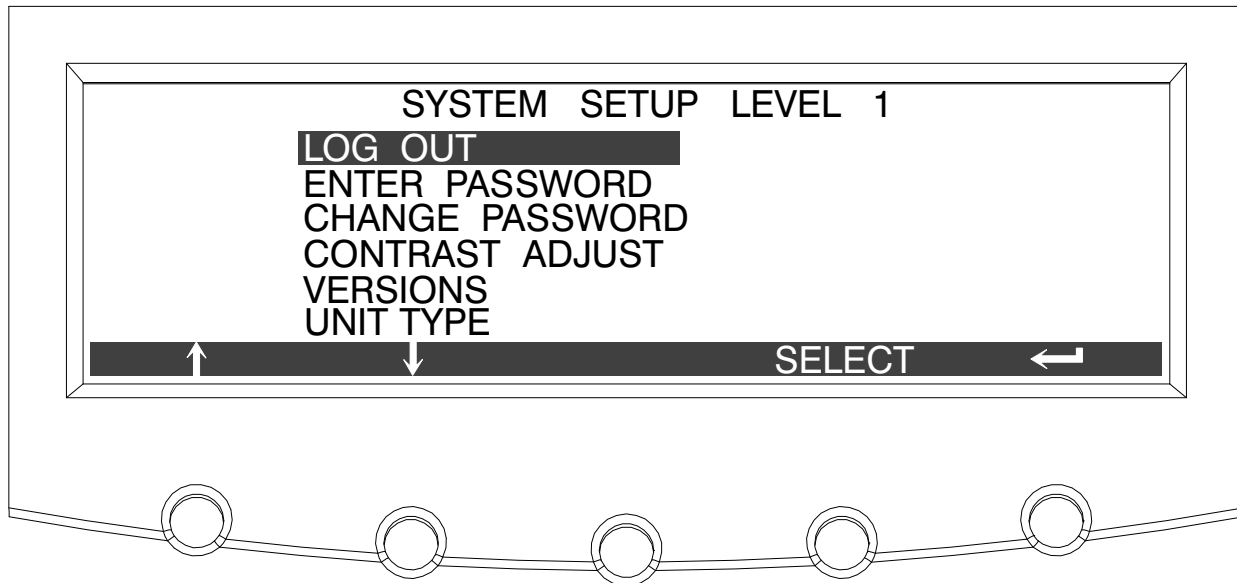 SYSTEM SETUP LEVEL 1
LOG OUT
ENTER PASSWORD
CHANGE PASSWORD
CONTRAST ADJUST
VERSIONS
UNIT TYPE
SELECT